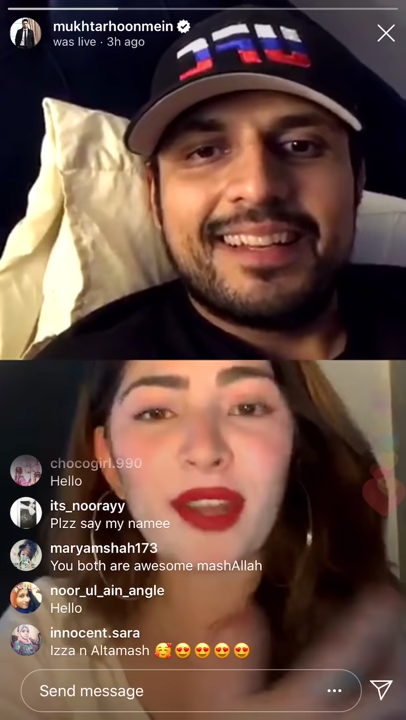 mukhtarhoonmein
was live · 3h ago
chocogirl.990
Hello
its_noorayy
Plzz say my namee
maryamshah173
You both are awesome mashAllah
noor_ul_ain_angle
Hello
innocent.sara
Izza n Altamash 🥰😍😍😍😍
Send message